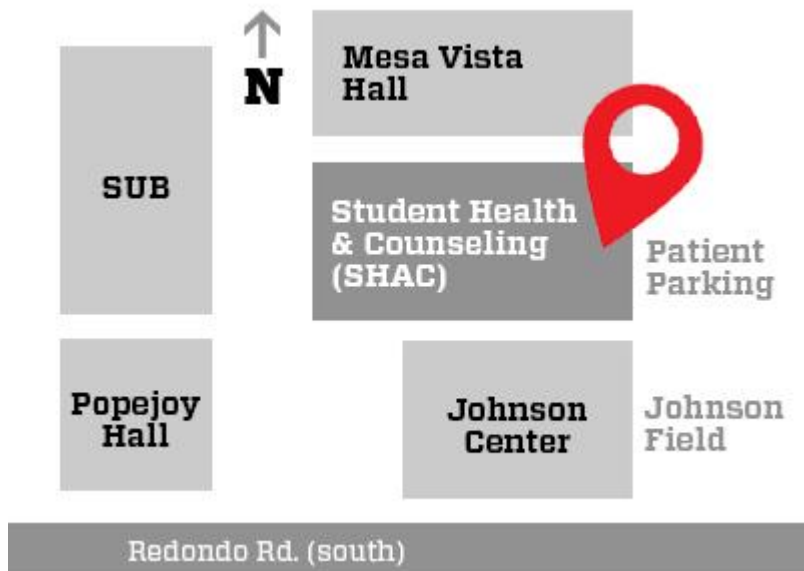 N
Mesa Vista
Hall
SUB
Student Health
& Counseling
(SHAC)
Patient
Parking
Popejoy
Hall
Johnson
Center
Johnson
Field
Redondo Rd. (south)